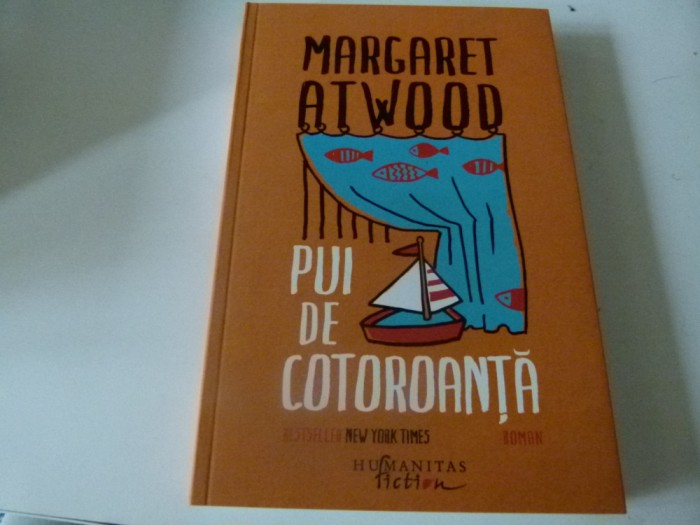 MARGARET
ATWOOD
PUI
DE
COTOROANȚĂ
BESTSELLER NEW YORK TIMES
ROMAN
HUMANITAS
fiction